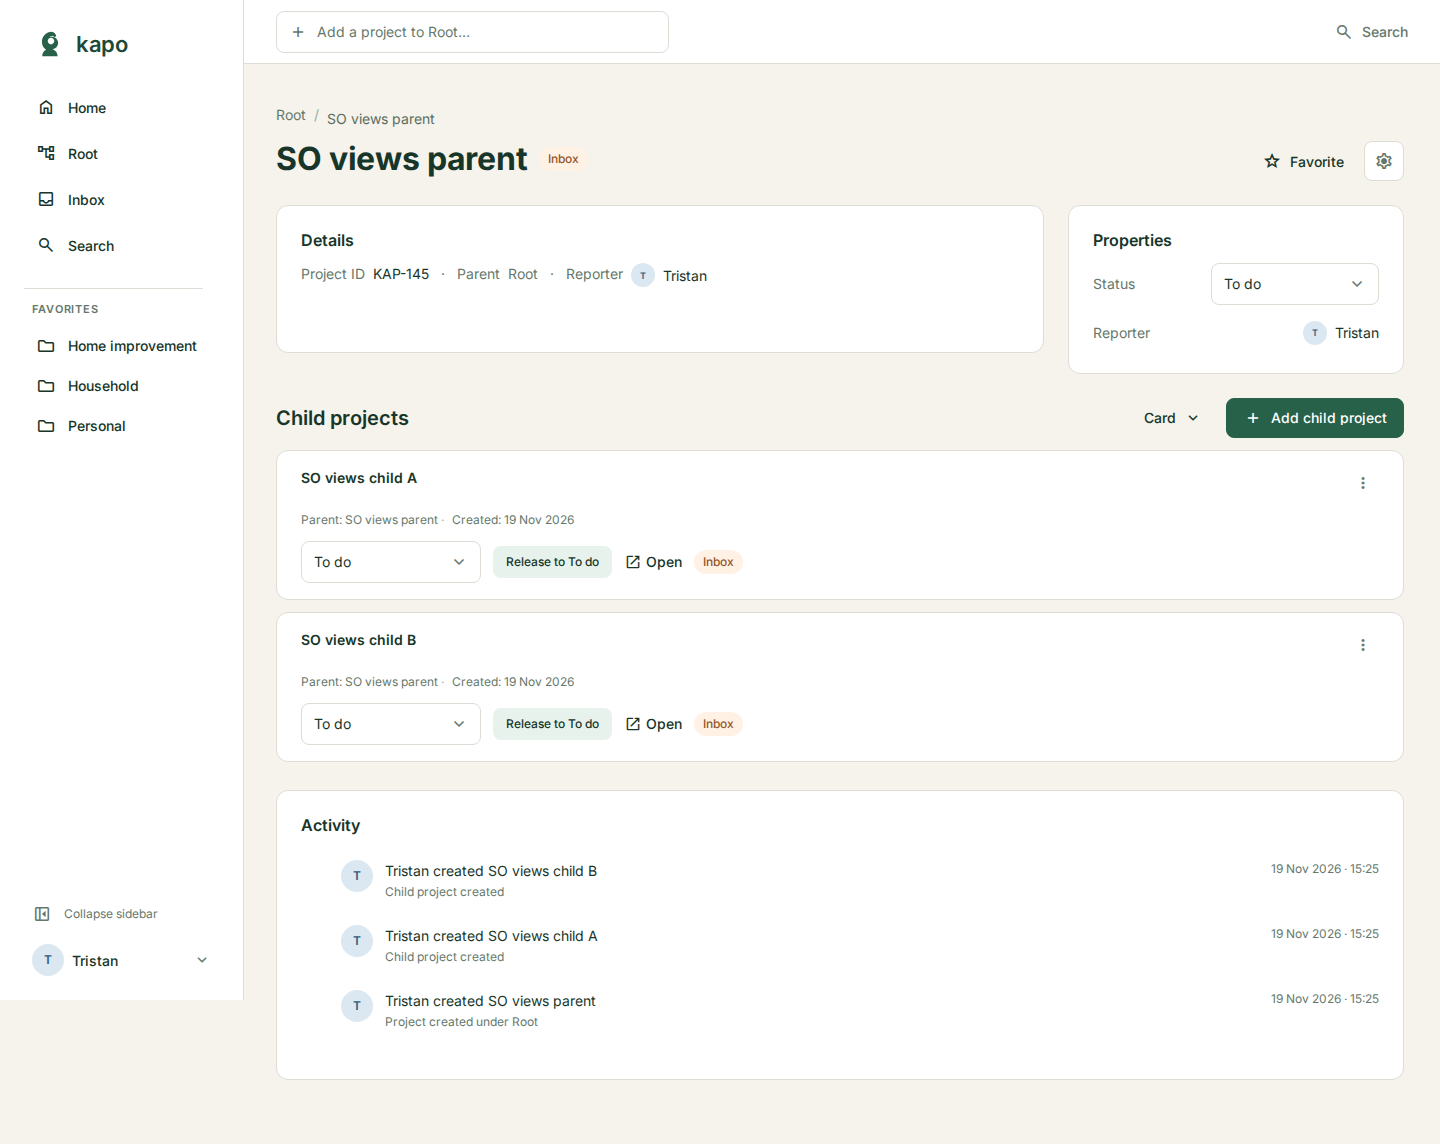 kapo
Add a project to Root...
Search
Home
Root
Inbox
Search
FAVORITES
Home improvement
Household
Personal
Collapse sidebar
T Tristan
Root / SO views parent
SO views parent Inbox
Favorite
Details
Project ID KAP-145 · Parent Root · Reporter T Tristan
Properties
Status To do
Reporter T Tristan
Child projects
Card
Add child project
SO views child A
Parent: SO views parent · Created: 19 Nov 2026
To do Release to To do Open Inbox
SO views child B
Parent: SO views parent · Created: 19 Nov 2026
To do Release to To do Open Inbox
Activity
T Tristan created SO views child B 19 Nov 2026 · 15:25
Child project created
T Tristan created SO views child A 19 Nov 2026 · 15:25
Child project created
T Tristan created SO views parent 19 Nov 2026 · 15:25
Project created under Root